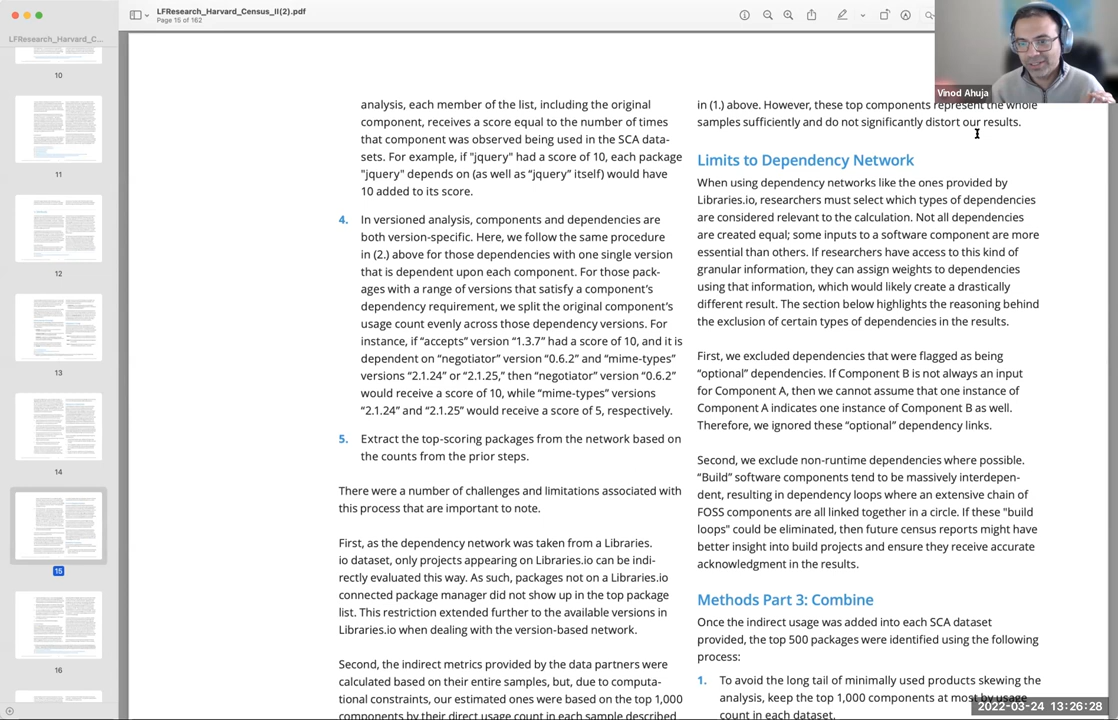 LFResearch_Harvard_C...
LFResearch_Harvard_Census_II(2).pdf
Page 15 of 162
Vinod Ahuja
10
11
12
13
14
15
16
analysis, each member of the list, including the original
component, receives a score equal to the number of times
that component was observed being used in the SCA data-
sets. For example, if "jquery" had a score of 10, each package
"jquery" depends on (as well as “jquery” itself) would have
10 added to its score.
4. In versioned analysis, components and dependencies are
both version-specific. Here, we follow the same procedure
in (2.) above for those dependencies with one single version
that is dependent upon each component. For those pack-
ages with a range of versions that satisfy a component’s
dependency requirement, we split the original component’s
usage count evenly across those dependency versions. For
instance, if “accepts” version “1.3.7” had a score of 10, and it is
dependent on “negotiator” version “0.6.2” and “mime-types”
versions “2.1.24” or “2.1.25,” then “negotiator” version “0.6.2”
would receive a score of 10, while “mime-types” versions
“2.1.24” and “2.1.25” would receive a score of 5, respectively.
5. Extract the top-scoring packages from the network based on
the counts from the prior steps.
There were a number of challenges and limitations associated with
this process that are important to note.
First, as the dependency network was taken from a Libraries.
io dataset, only projects appearing on Libraries.io can be indi-
rectly evaluated this way. As such, packages not on a Libraries.io
connected package manager did not show up in the top package
list. This restriction extended further to the available versions in
Libraries.io when dealing with the version-based network.
Second, the indirect metrics provided by the data partners were
calculated based on their entire samples, but, due to computa-
tional constraints, our estimated ones were based on the top 1,000
components by their direct usage count in each sample described
in (1.) above. However, these top components represent the whole
samples sufficiently and do not significantly distort our results.
Limits to Dependency Network
When using dependency networks like the ones provided by
Libraries.io, researchers must select which types of dependencies
are considered relevant to the calculation. Not all dependencies
are created equal; some inputs to a software component are more
essential than others. If researchers have access to this kind of
granular information, they can assign weights to dependencies
using that information, which would likely create a drastically
different result. The section below highlights the reasoning behind
the exclusion of certain types of dependencies in the results.
First, we excluded dependencies that were flagged as being
“optional” dependencies. If Component B is not always an input
for Component A, then we cannot assume that one instance of
Component A indicates one instance of Component B as well.
Therefore, we ignored these “optional” dependency links.
Second, we exclude non-runtime dependencies where possible.
“Build” software components tend to be massively interdepen-
dent, resulting in dependency loops where an extensive chain of
FOSS components are all linked together in a circle. If these "build
loops" could be eliminated, then future census reports might have
better insight into build projects and ensure they receive accurate
acknowledgment in the results.
Methods Part 3: Combine
Once the indirect usage was added into each SCA dataset
provided, the top 500 packages were identified using the following
process:
1. To avoid the long tail of minimally used products skewing the
analysis, keep the top 1,000 components at most by usage
count in each dataset.
2022-03-24 13:26:28